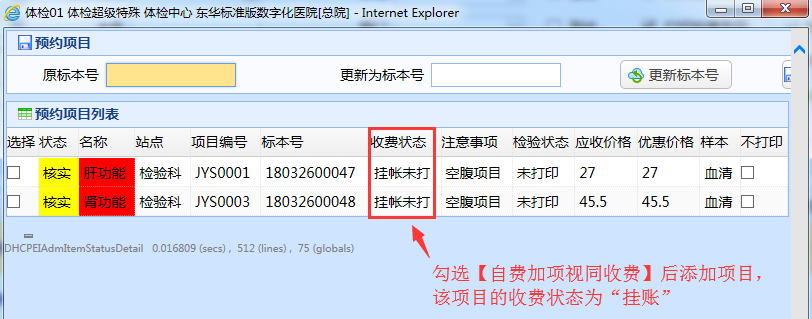 体检01 体检超级特殊 体检中心 东华标准版数字化医院[总院] - Internet Explorer
预约项目
原标本号 更新为标本号 更新标本号
预约项目列表
选择 状态 名称 站点 项目编号 标本号 收费状态 注意事项 检验状态 应收价格 优惠价格 样本 不打印
核实 肝功能 检验科 JYS0001 18032600047 挂帐未打 空腹项目 未打印 27 27 血清
核实 肾功能 检验科 JYS0003 18032600048 挂帐未打 空腹项目 未打印 45.5 45.5 血清
DHCPEIAdmItemStatusDetail 0.016809 (secs) , 512 (lines) , 75 (globals)
勾选【自费加项视同收费】后添加项目，
该项目的收费状态为“挂账”